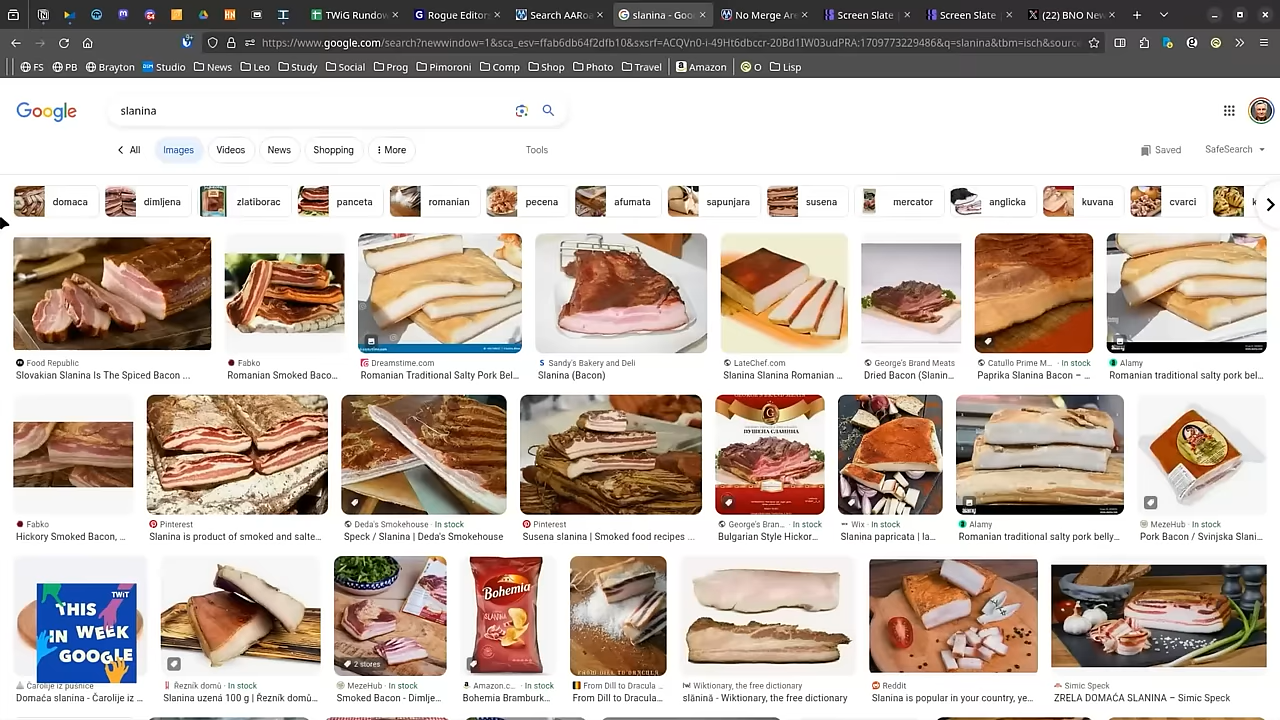 TWiG Rundow
Rogue Editor
Search AARoa
slanina - Goo
No Merge Are
Screen Slate
Screen Slate
(22) BNO New
https://www.google.com/search?newwindow=1&sca_esv=ffab6db64f2dfb10&sxsrf=ACQVn0-i-49Ht6dbccr-20Bd1IW03udPRA:1709773229486&q=slanina&tbm=isch&source
FS PB Brayton Studio News Leo Study Social Prog Pimoroni Comp Shop Photo Travel Amazon O Lisp
Google
slanina
All Images Videos News Shopping More Tools Saved SafeSearch
domaca dimljena zlatiborac panceta romanian pecena afumata sapunjara susena mercator anglicka kuvana cvarci
Food Republic
Slovakian Slanina Is The Spiced Bacon ...
Fabko
Romanian Smoked Baco...
Dreamstime.com
Romanian Traditional Salty Pork Bel...
Sandy's Bakery and Deli
Slanina (Bacon)
LateChef.com
Slanina Slanina Romanian ...
George's Brand Meats
Dried Bacon (Slanin...
Catullo Prime M... · In stock
Paprika Slanina Bacon – ...
Alamy
Romanian traditional salty pork bel...
Fabko
Hickory Smoked Bacon, ...
Pinterest
Slanina is product of smoked and salte...
Deda's Smokehouse · In stock
Speck / Slanina | Deda's Smokehouse
Pinterest
Susena slanina | Smoked food recipes ...
ПУШЕНА СЛАНИНА
George's Bran... · In stock
Bulgarian Style Hickor...
Wix · In stock
Slanina papricata | la...
alamy
Alamy
Romanian traditional salty pork belly...
MezeHub · In stock
Pork Bacon / Svinjska Slani...
TWiT
THIS
IN WEEK
GOOGLE
Čarolije iz pušnice
Domaća slanina - Čarolije iz ...
Řezník domů · In stock
Slanina uzená 100 g | Řezník domů...
2 stores
MezeHub · In stock
Smoked Bacon - Dimlje...
Bohemia
SLANINA
Amazon.c... · In stock
Bohemia Bramburk...
FROM DILL TO DRACULA
From Dill to Dracula ...
From Dill to Dracula...
Wiktionary, the free dictionary
slănină - Wiktionary, the free dictionary
Reddit
Slanina is popular in your country, ye...
Simic Speck
ZRELA DOMAĆA SLANINA – Simic Speck